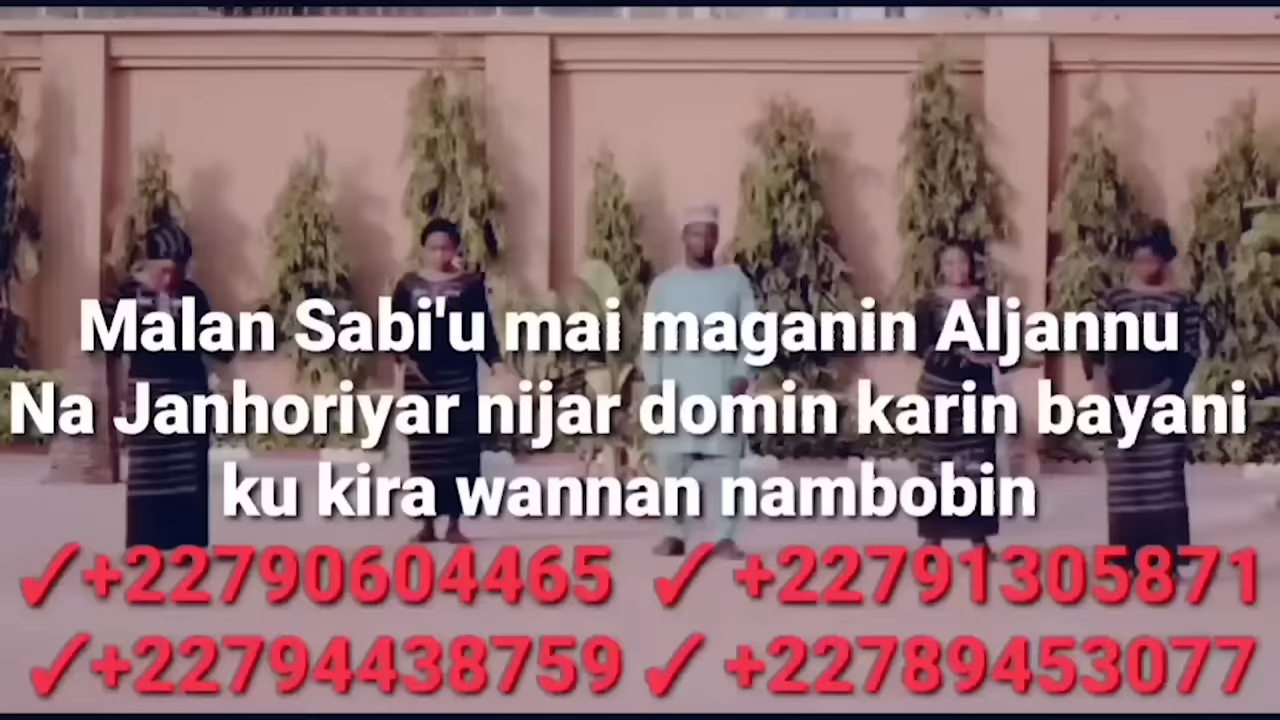 Malan Sabi'u mai maganin Aljannu
Na Janhoriyar nijar domin karin bayani
ku kira wannan nambobin
✓+22790604465 ✓ +22791305871
✓+22794438759 ✓ +22789453077